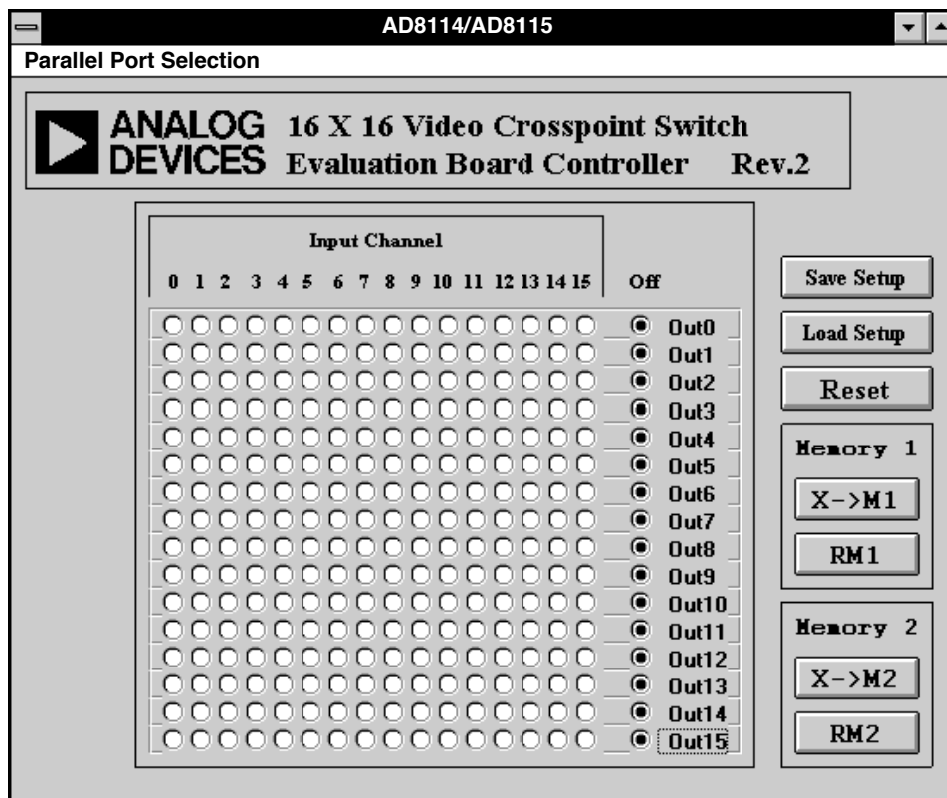 AD8114/AD8115
Parallel Port Selection
ANALOG DEVICES
16 X 16 Video Crosspoint Switch
Evaluation Board Controller Rev.2
Input Channel
0 1 2 3 4 5 6 7 8 9 10 11 12 13 14 15 Off
Out0
Out1
Out2
Out3
Out4
Out5
Out6
Out7
Out8
Out9
Out10
Out11
Out12
Out13
Out14
Out15
Save Setup
Load Setup
Reset
Memory 1
X->M1
RM1
Memory 2
X->M2
RM2